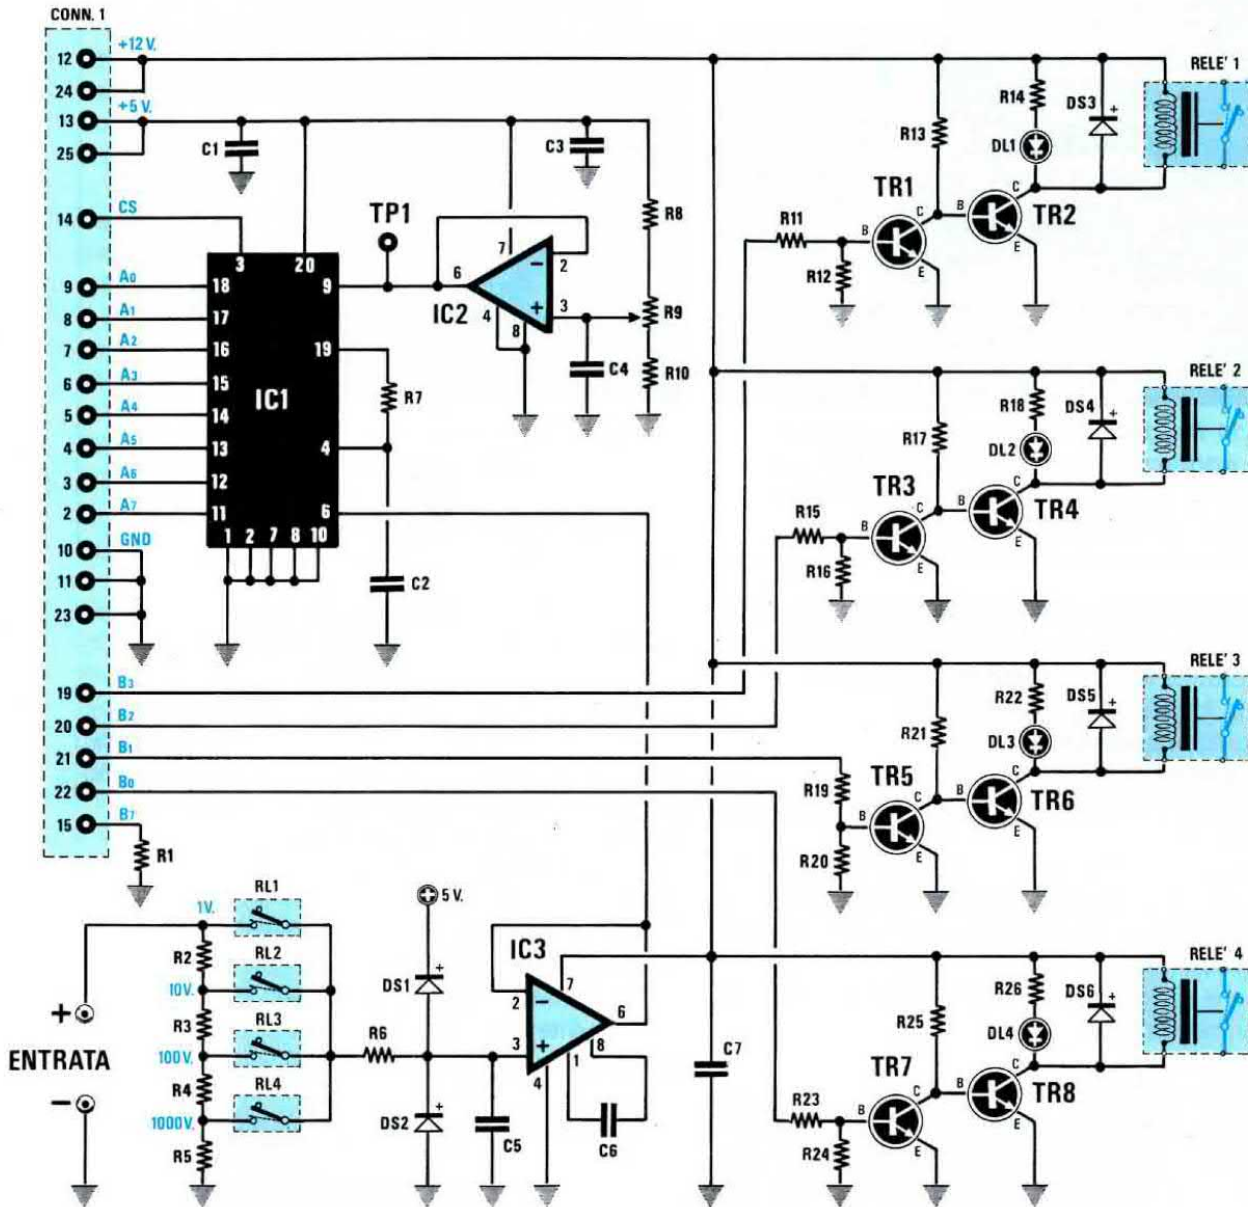 CONN. 1
12 +12 V.
24
13 +5 V.
25
14 CS
9 A0
8 A1
7 A2
6 A3
5 A4
4 A5
3 A6
2 A7
10 GND
11
23
19 B3
20 B2
21 B1
22 B0
15 B7
R1
C1
C3
3 20
18 9
17
16 19
15
14
13 4
12
11 6
1 2 7 8 10
IC1
TP1
R7
C2
6 7 2
IC2
4 8 3
C4
R8
R9
R10
RELE' 1
R13
R14
DL1
DS3
TR1
TR2
R11
R12
B C E
B C E
RELE' 2
R17
R18
DL2
DS4
TR3
TR4
R15
R16
B C E
B C E
RELE' 3
R21
R22
DL3
DS5
TR5
TR6
R19
R20
B C E
B C E
RELE' 4
R25
R26
DL4
DS6
TR7
TR8
R23
R24
B C E
B C E
+
ENTRATA
-
1 V.
10 V.
100 V.
1000 V.
R2
R3
R4
R5
RL1
RL2
RL3
RL4
R6
5 V.
DS1
DS2
C5
IC3
2 7 6
3 4 1 8
C6
C7